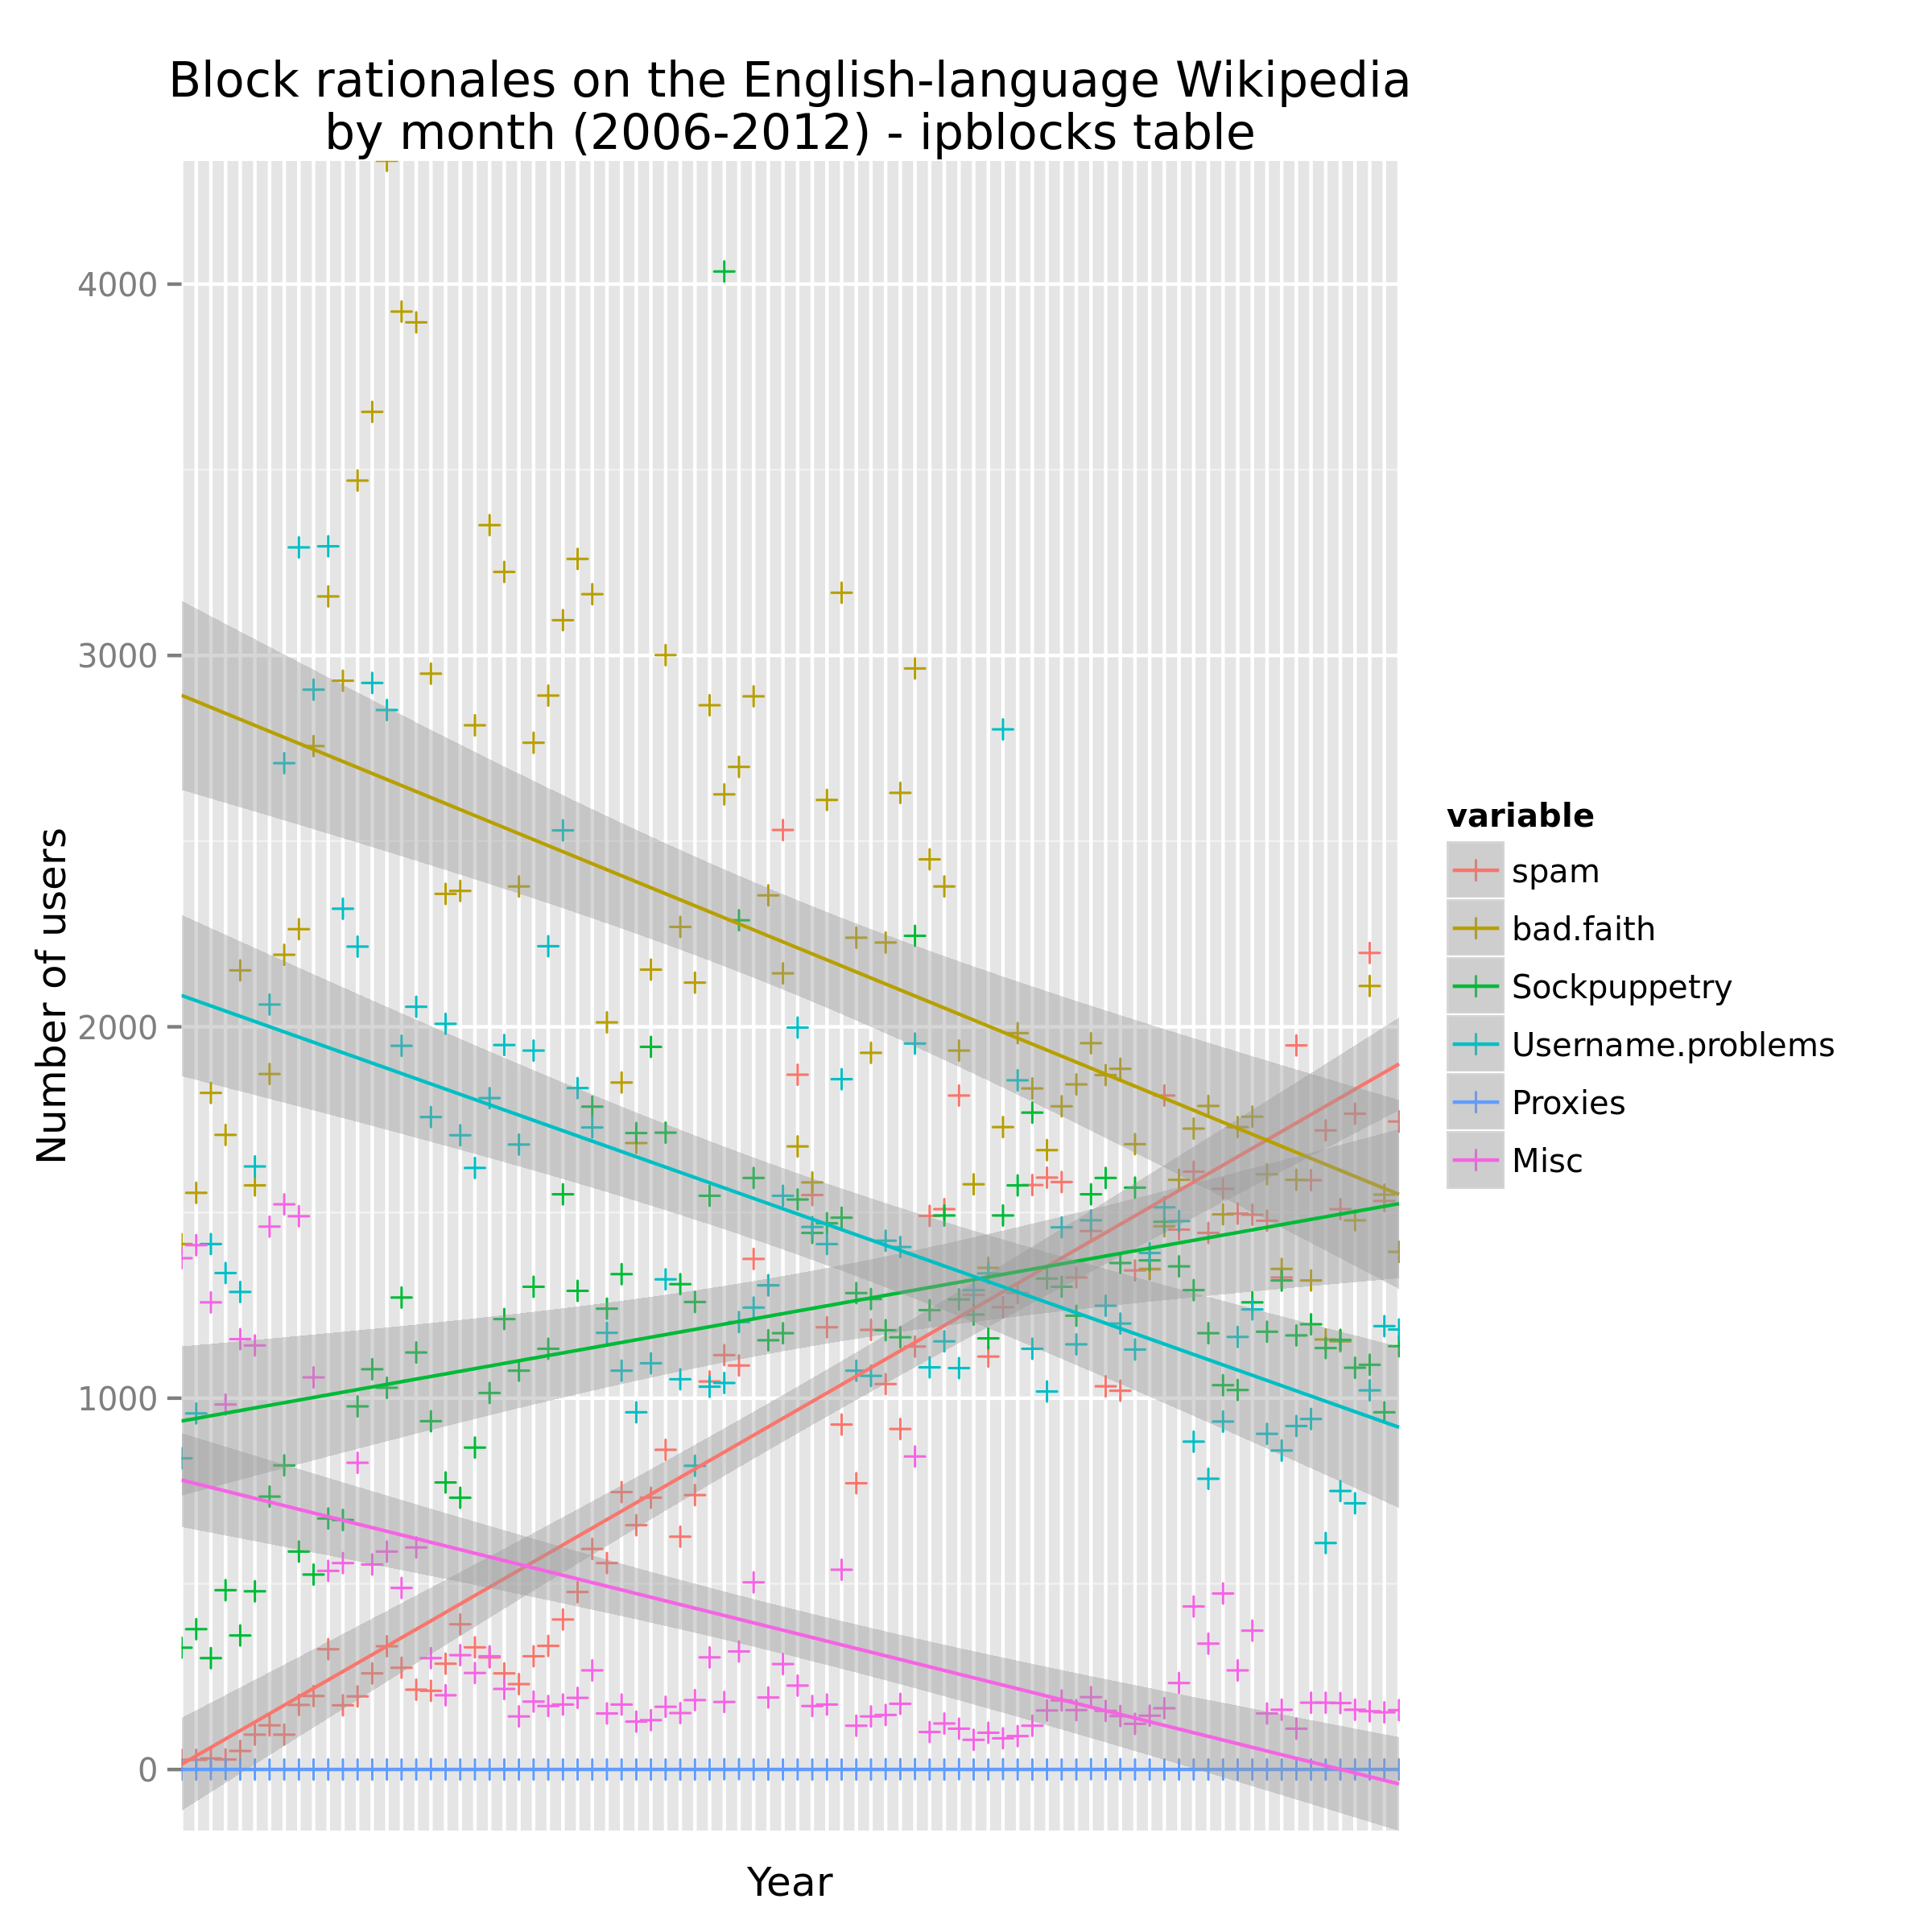 Block rationales on the English-language Wikipedia
by month (2006-2012) - ipblocks table
Number of users
4000
3000
2000
1000
0
Year
variable
spam
bad.faith
Sockpuppetry
Username.problems
Proxies
Misc